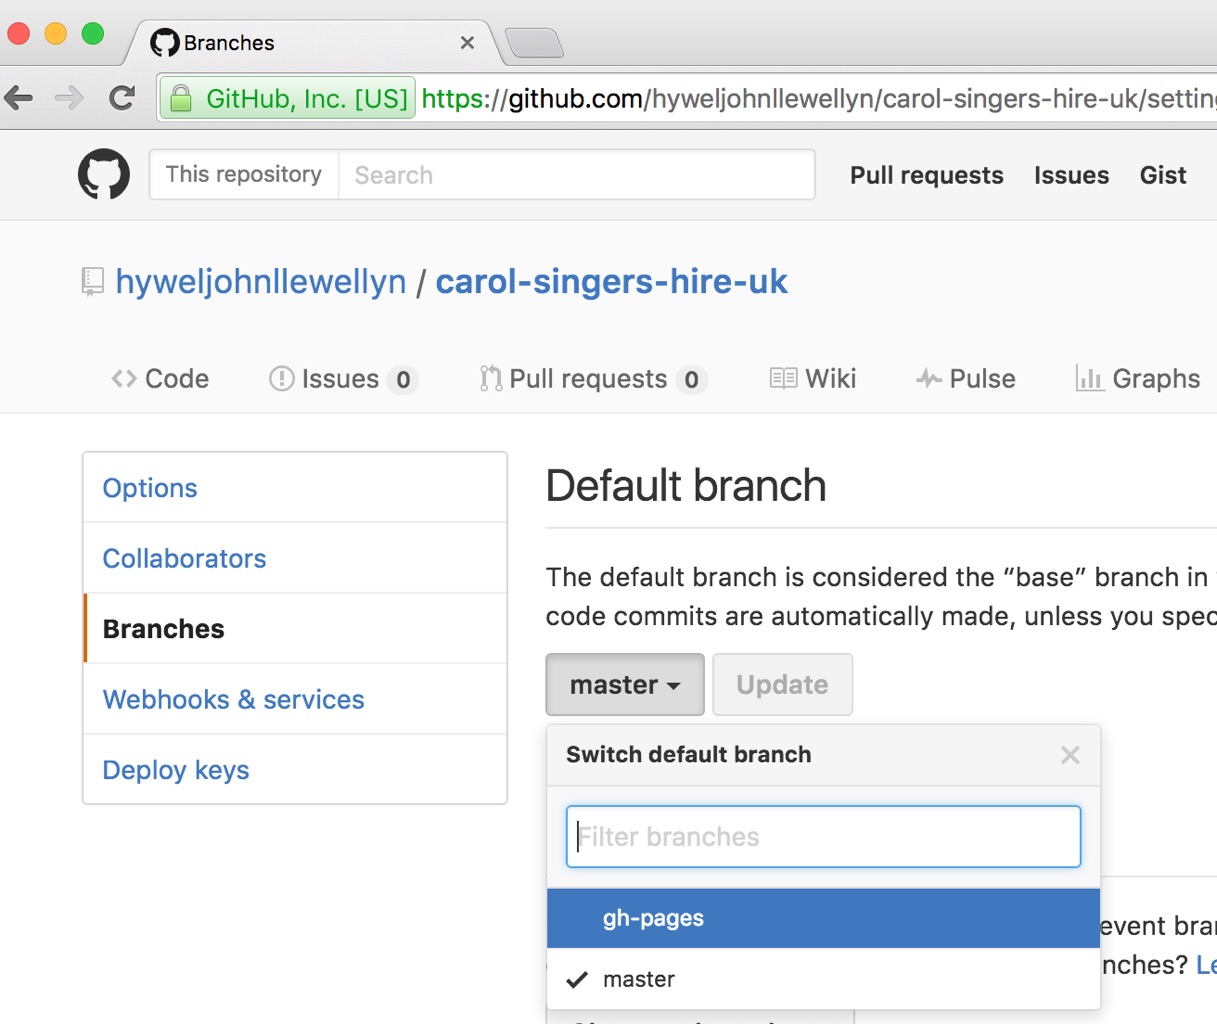 Branches
GitHub, Inc. [US] https://github.com/hyweljohnllewellyn/carol-singers-hire-uk/setting
This repository Search Pull requests Issues Gist
hyweljohnllewellyn / carol-singers-hire-uk
Code Issues 0 Pull requests 0 Wiki Pulse Graphs
Options
Collaborators
Branches
Webhooks & services
Deploy keys
Default branch
The default branch is considered the “base” branch in
code commits are automatically made, unless you spec
master Update
Switch default branch
Filter branches
gh-pages
master
event bra
nches? Le